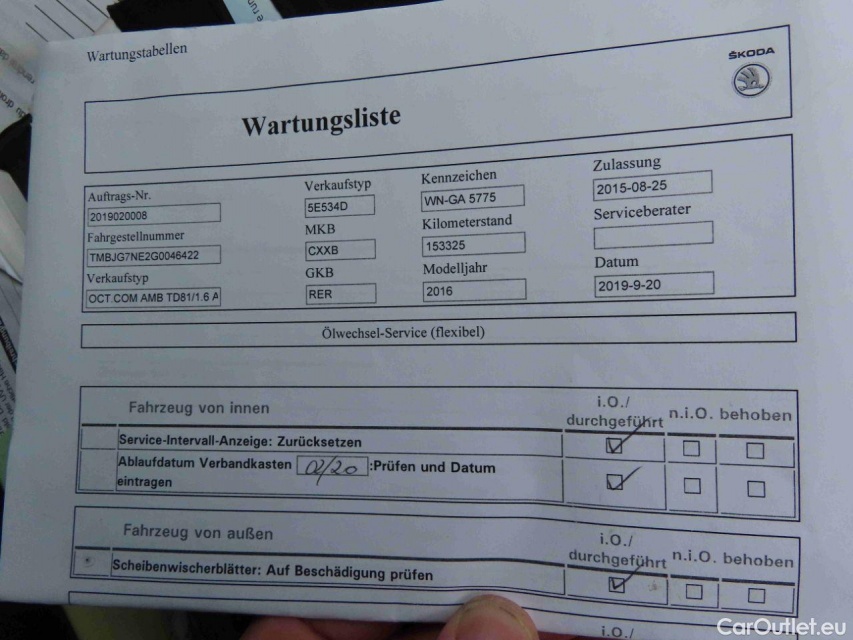 Wartungstabellen
ŠKODA
Wartungsliste
Auftrags-Nr.
2019020008
Verkaufstyp
5E534D
Kennzeichen
WN-GA 5775
Zulassung
2015-08-25
Fahrgestellnummer
TMBJG7NE2G0046422
MKB
CXXB
Kilometerstand
153325
Serviceberater
Verkaufstyp
OCT.COM AMB TD81/1.6 A
GKB
RER
Modelljahr
2016
Datum
2019-9-20
Ölwechsel-Service (flexibel)
Fahrzeug von innen
i.O./
durchgeführt
n.i.O.
behoben
Service-Intervall-Anzeige: Zurücksetzen
Ablaufdatum Verbandkasten 02/20 :Prüfen und Datum
eintragen
Fahrzeug von außen
i.O./
durchgeführt
n.i.O.
behoben
Scheibenwischerblätter: Auf Beschädigung prüfen
i.O./
CarOutlet.eu